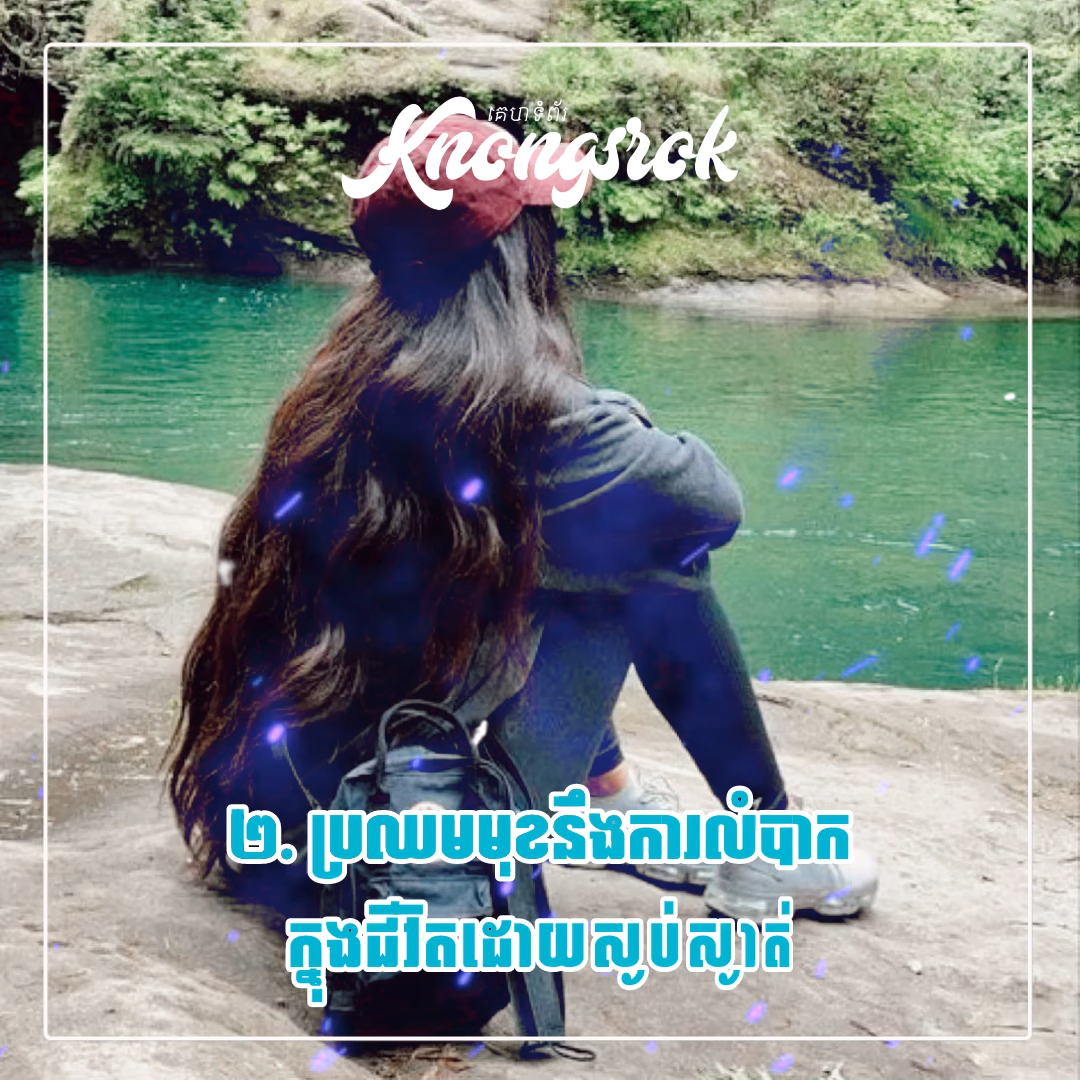 គេហទំព័រ
Knongsrok
២. ប្រឈមមុខនឹងការលំបាក
ក្នុងជីវិតដោយស្ងប់ស្ងាត់